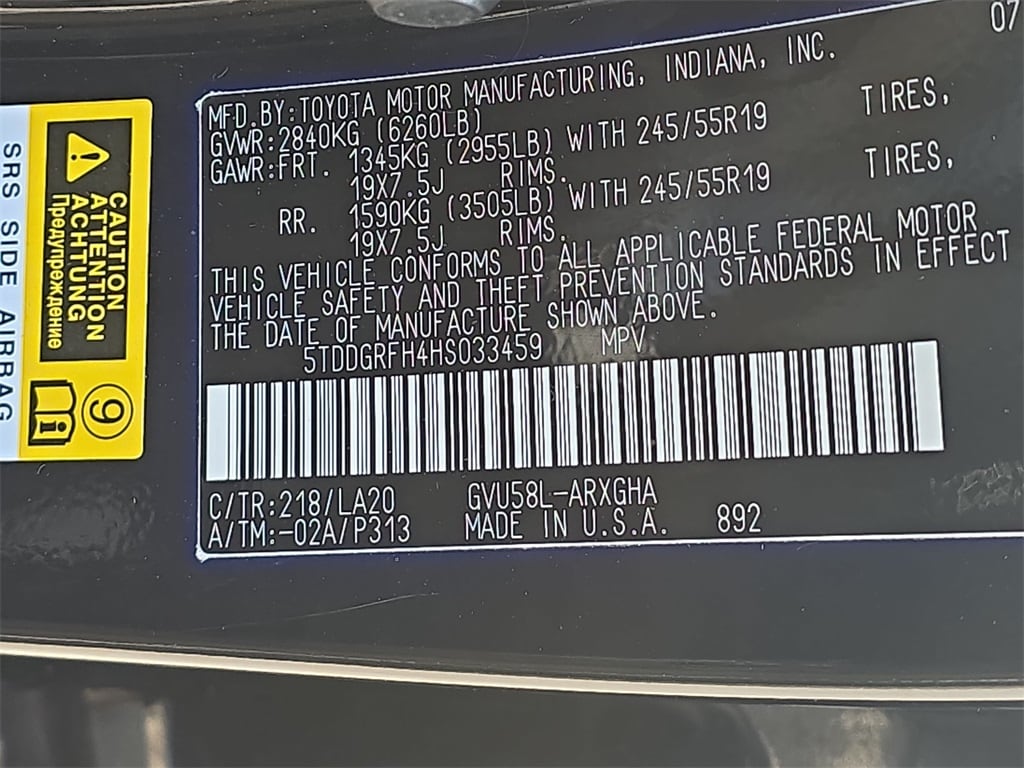 07
MFD.BY:TOYOTA MOTOR MANUFACTURING, INDIANA, INC.
GVWR:2840KG (6260LB)
GAWR:FRT. 1345KG (2955LB) WITH 245/55R19 TIRES,
19X7.5J RIMS.
RR. 1590KG (3505LB) WITH 245/55R19 TIRES,
19X7.5J RIMS.
THIS VEHICLE CONFORMS TO ALL APPLICABLE FEDERAL MOTOR
VEHICLE SAFETY AND THEFT PREVENTION STANDARDS IN EFFECT
THE DATE OF MANUFACTURE SHOWN ABOVE.
5TDDGRFH4HS033459 MPV
C/TR:218/LA20 GVU58L-ARXGHA
A/TM:-02A/P313 MADE IN U.S.A. 892
CAUTION
ATTENTION
ACHTUNG
Предупреждение
9
i
SRS SIDE AIRBAG